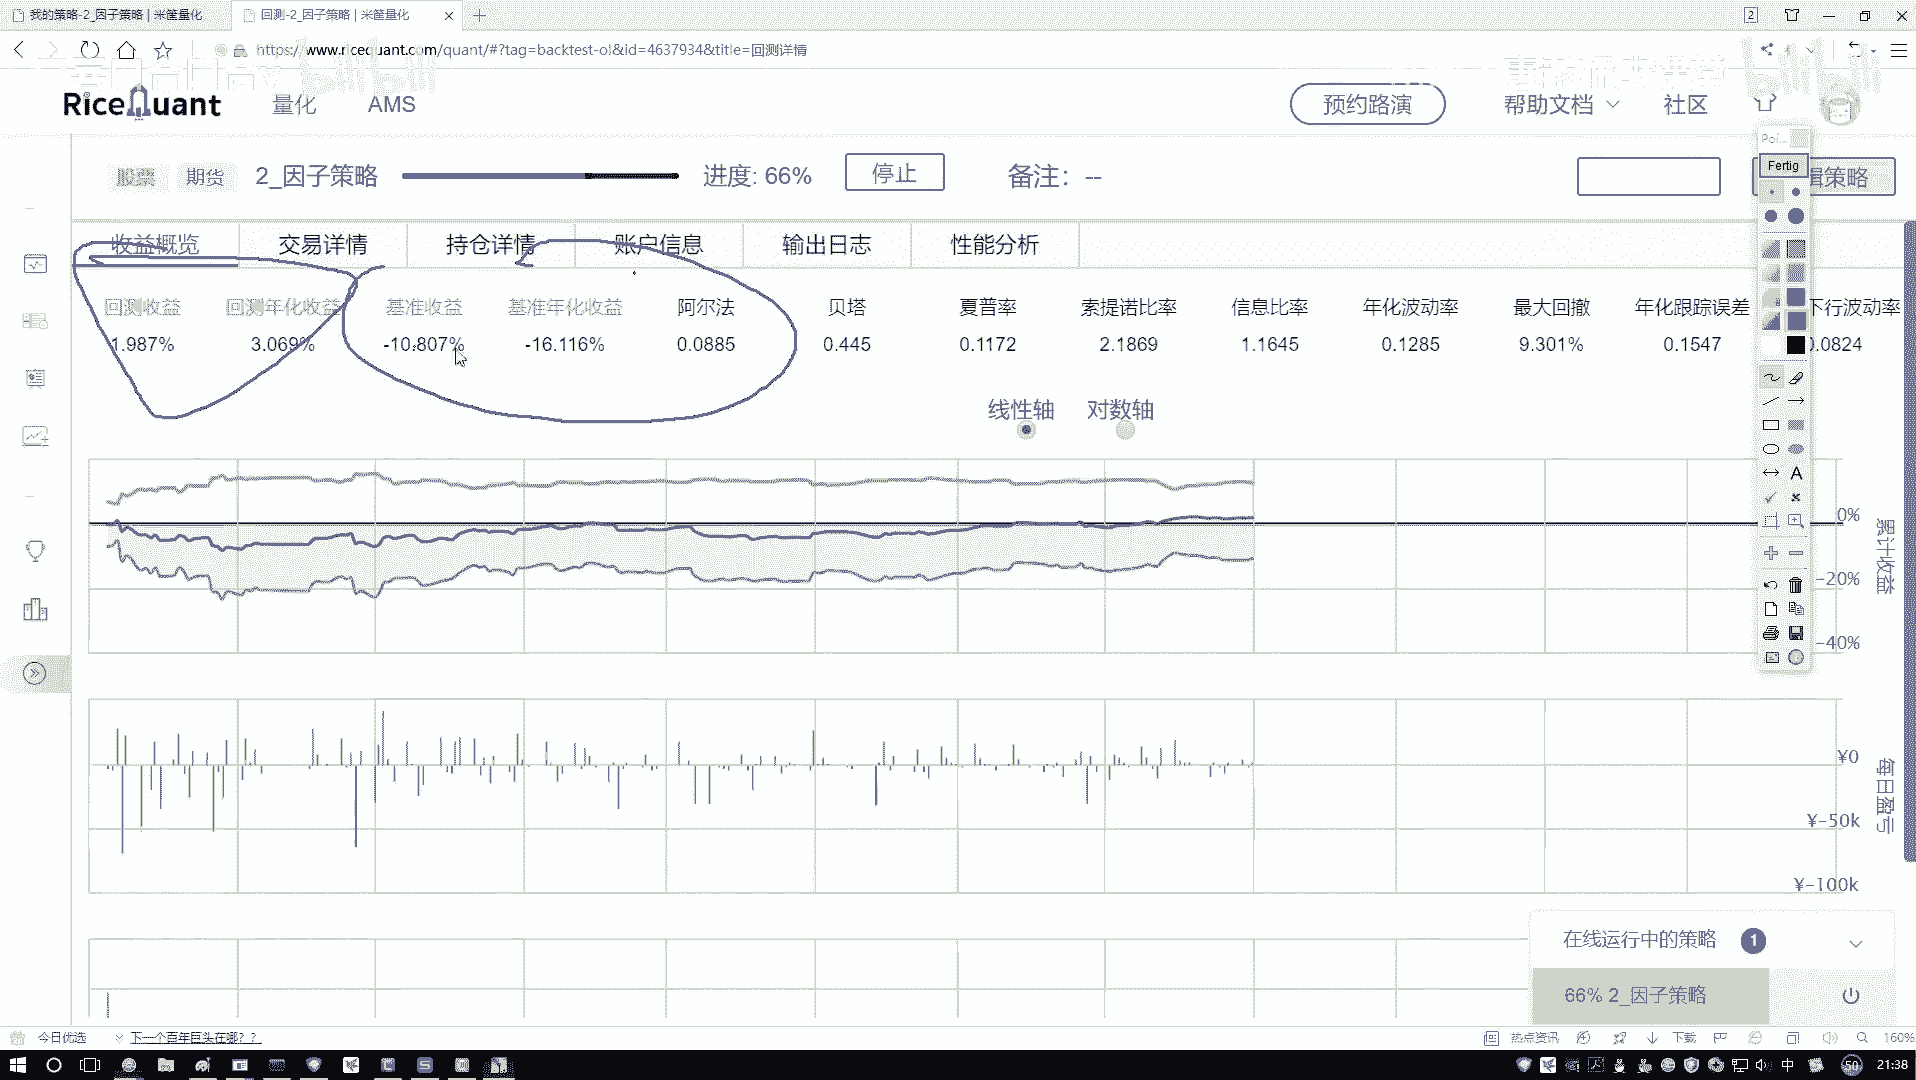 我的策略-2_因子策略 | 米筐量化
回测-2_因子策略 | 米筐量化
2
https://www.ricequant.com/quant/#?tag=backtest-ol&id=4637934&title=回测详情
RiceQuant 量化 AMS 预约路演 帮助文档 社区
Poi...
Fertig
股票 期货 2_因子策略 进度: 66% 停止 备注: -- 辑策略
收益概览 交易详情 持仓详情 账户信息 输出日志 性能分析
回测收益 回测年化收益 基准收益 基准年化收益 阿尔法 贝塔 夏普率 索提诺比率 信息比率 年化波动率 最大回撤 年化跟踪误差 下行波动率
1.987% 3.069% -10.807% -16.116% 0.0885 0.445 0.1172 2.1869 1.1645 0.1285 9.301% 0.1547 0.0824
线性轴 对数轴
A
0%
-20%
-40%
累计收益
¥0
¥-50k
¥-100k
每日盈亏
在线运行中的策略 1
66% 2_因子策略
今日优选 下一个百年巨头在哪？？ 热点资讯 下载 160%
中 50 21:38